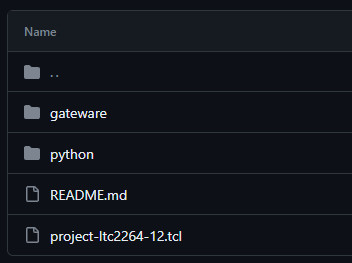 Name
..
gateware
python
README.md
project-ltc2264-12.tcl